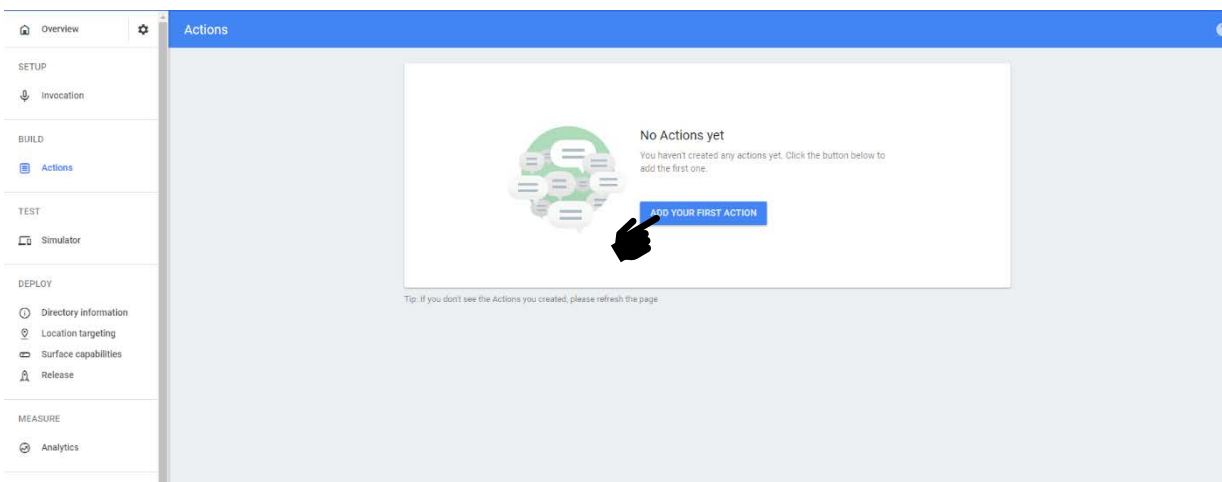 Overview
Actions
SETUP
Invocation
BUILD
Actions
TEST
Simulator
DEPLOY
Directory information
Location targeting
Surface capabilities
Release
MEASURE
Analytics
No Actions yet
You haven't created any actions yet. Click the button below to
add the first one.
ADD YOUR FIRST ACTION
Tip: If you don't see the Actions you created, please refresh the page